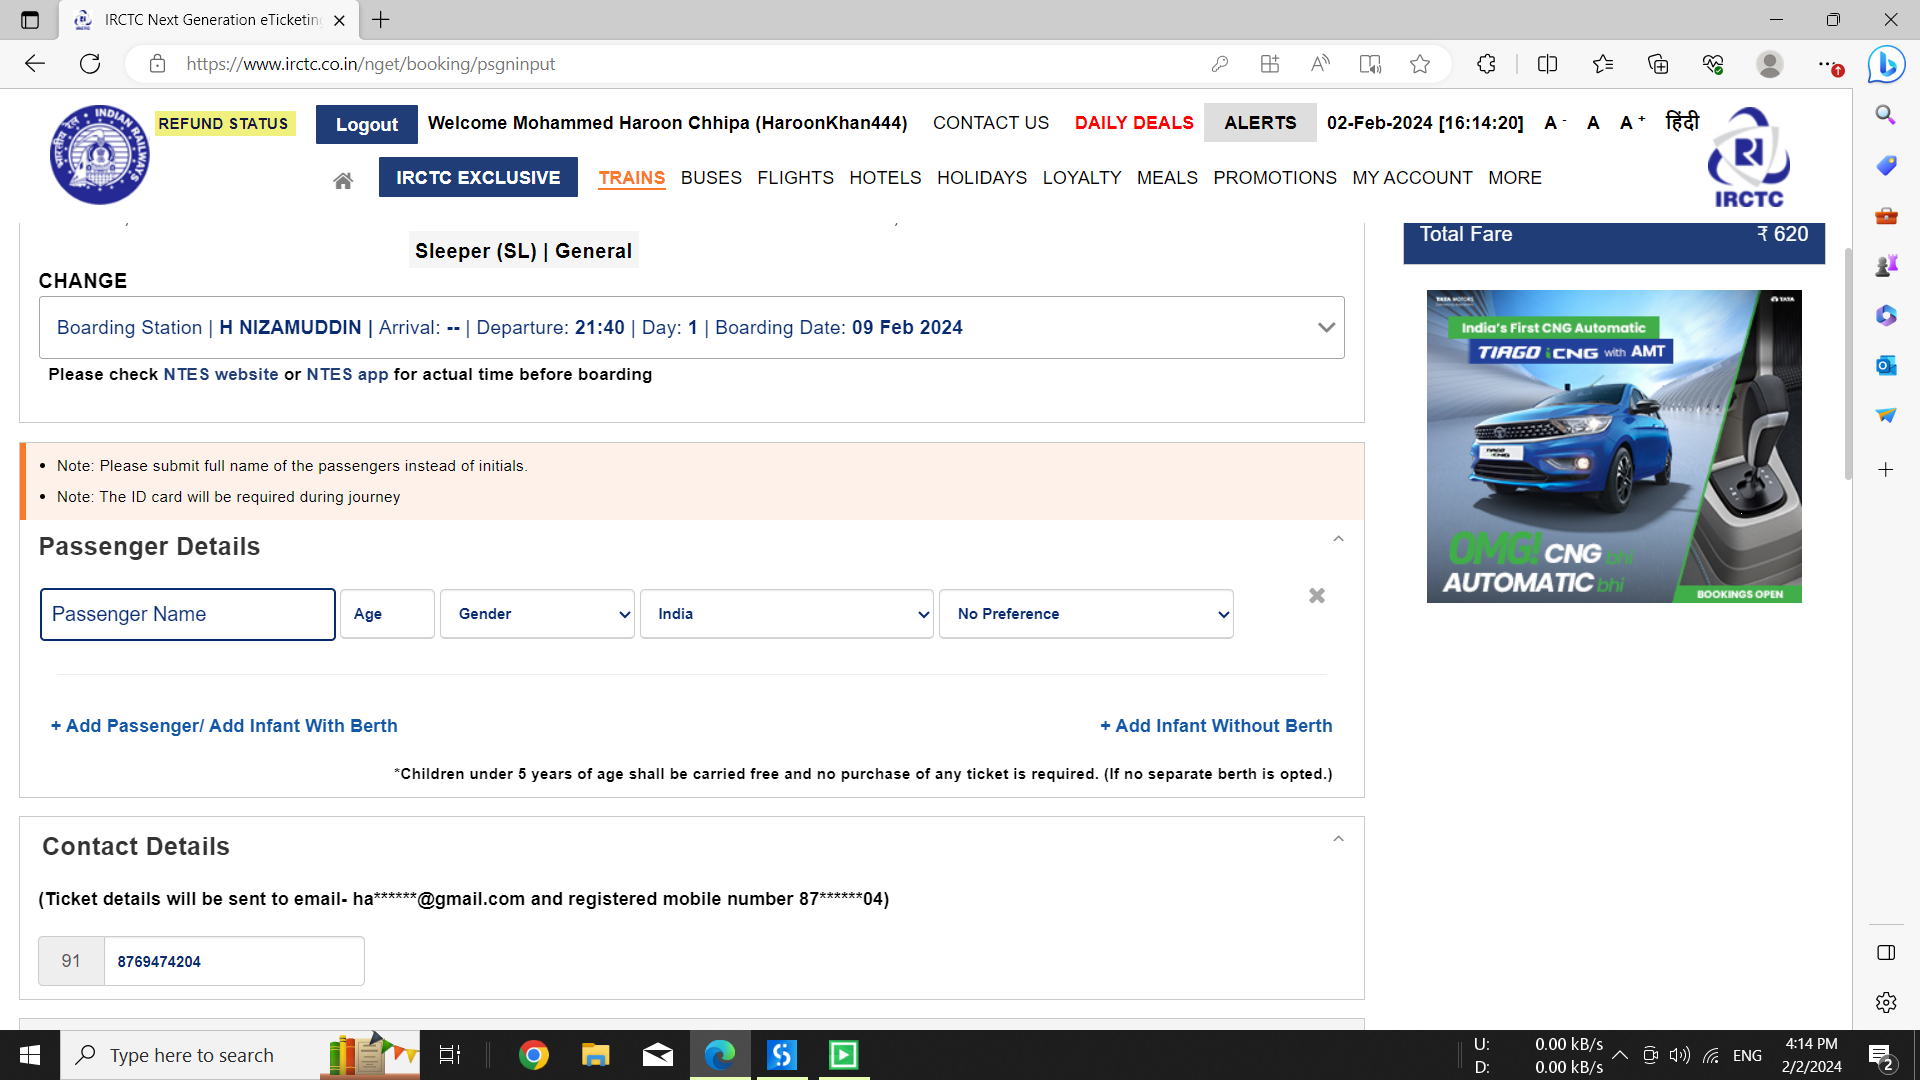 IRCTC Next Generation eTicketing
https://www.irctc.co.in/nget/booking/psgninput
REFUND STATUS
Logout
Welcome Mohammed Haroon Chhipa (HaroonKhan444)
CONTACT US
DAILY DEALS
ALERTS
02-Feb-2024 [16:14:20]
A -
A
A +
हिंदी
INDIAN RAILWAYS
भारतीय रेल
IRCTC EXCLUSIVE
TRAINS
BUSES
FLIGHTS
HOTELS
HOLIDAYS
LOYALTY
MEALS
PROMOTIONS
MY ACCOUNT
MORE
IRCTC
Sleeper (SL) | General
Total Fare
₹ 620
CHANGE
Boarding Station | H NIZAMUDDIN | Arrival: -- | Departure: 21:40 | Day: 1 | Boarding Date: 09 Feb 2024
Please check NTES website or NTES app for actual time before boarding
TATA MOTORS
TATA
India's First CNG Automatic
TIAGO iCNG with AMT
OMG! CNG bhi
AUTOMATIC bhi
BOOKINGS OPEN
• Note: Please submit full name of the passengers instead of initials.
• Note: The ID card will be required during journey
Passenger Details
Passenger Name
Age
Gender
India
No Preference
+ Add Passenger/ Add Infant With Berth
+ Add Infant Without Berth
*Children under 5 years of age shall be carried free and no purchase of any ticket is required. (If no separate berth is opted.)
Contact Details
(Ticket details will be sent to email- ha******@gmail.com and registered mobile number 87******04)
91
8769474204
Type here to search
U: 0.00 kB/s
D: 0.00 kB/s
ENG
4:14 PM
2/2/2024
2